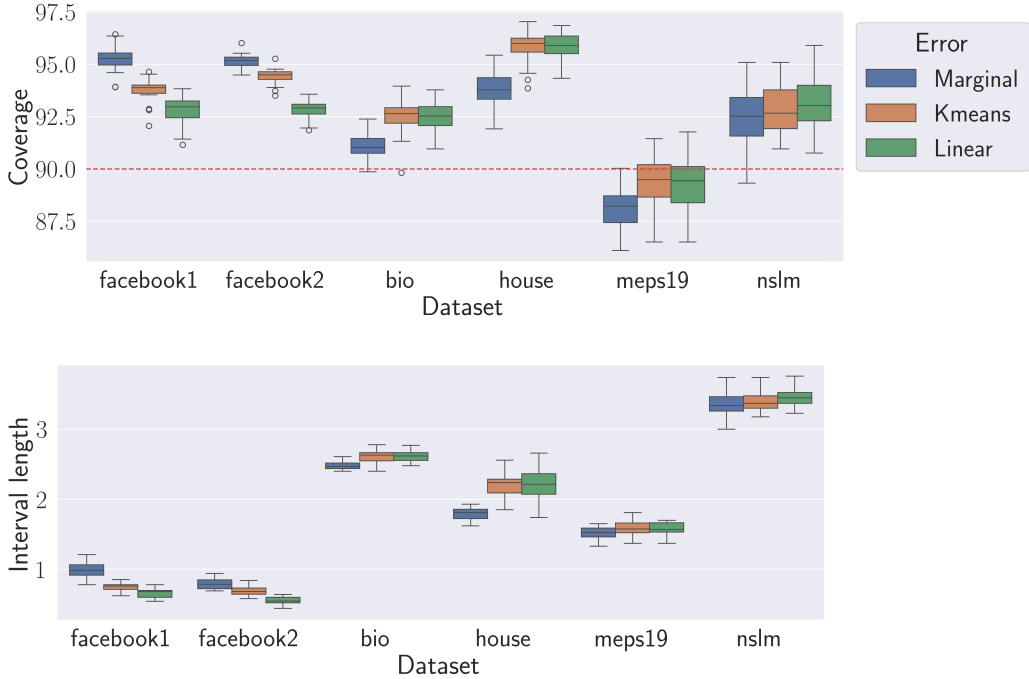 97.5
95.0
92.5
90.0
87.5
Coverage
facebook1 facebook2 bio house meps19 nslm
Dataset
Error
Marginal
Kmeans
Linear
3
2
1
Interval length
facebook1 facebook2 bio house meps19 nslm
Dataset